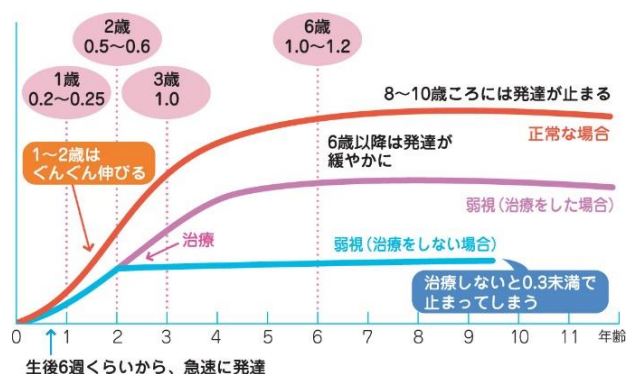 2歳
0.5〜0.6
6歳
1.0〜1.2
1歳
0.2〜0.25
3歳
1.0
8〜10歳ころには発達が止まる
正常な場合
1〜2歳は
ぐんぐん伸びる
6歳以降は発達が
緩やかに
弱視（治療をした場合）
治療
弱視（治療をしない場合）
治療しないと0.3未満で
止まってしまう
0 1 2 3 4 5 6 7 8 9 10 11 年齢
生後6週くらいから、急速に発達